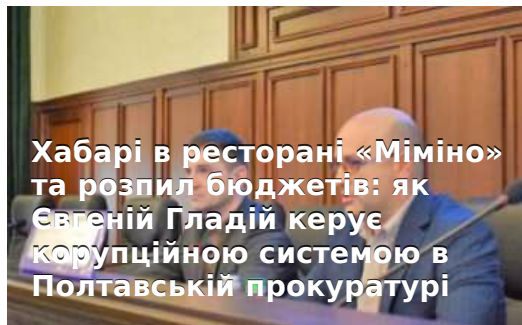 Хабарі в ресторані «Міміно»
та розпил бюджетів: як
Євгеній Гладій керує
корупційною системою в
Полтавській прокуратурі